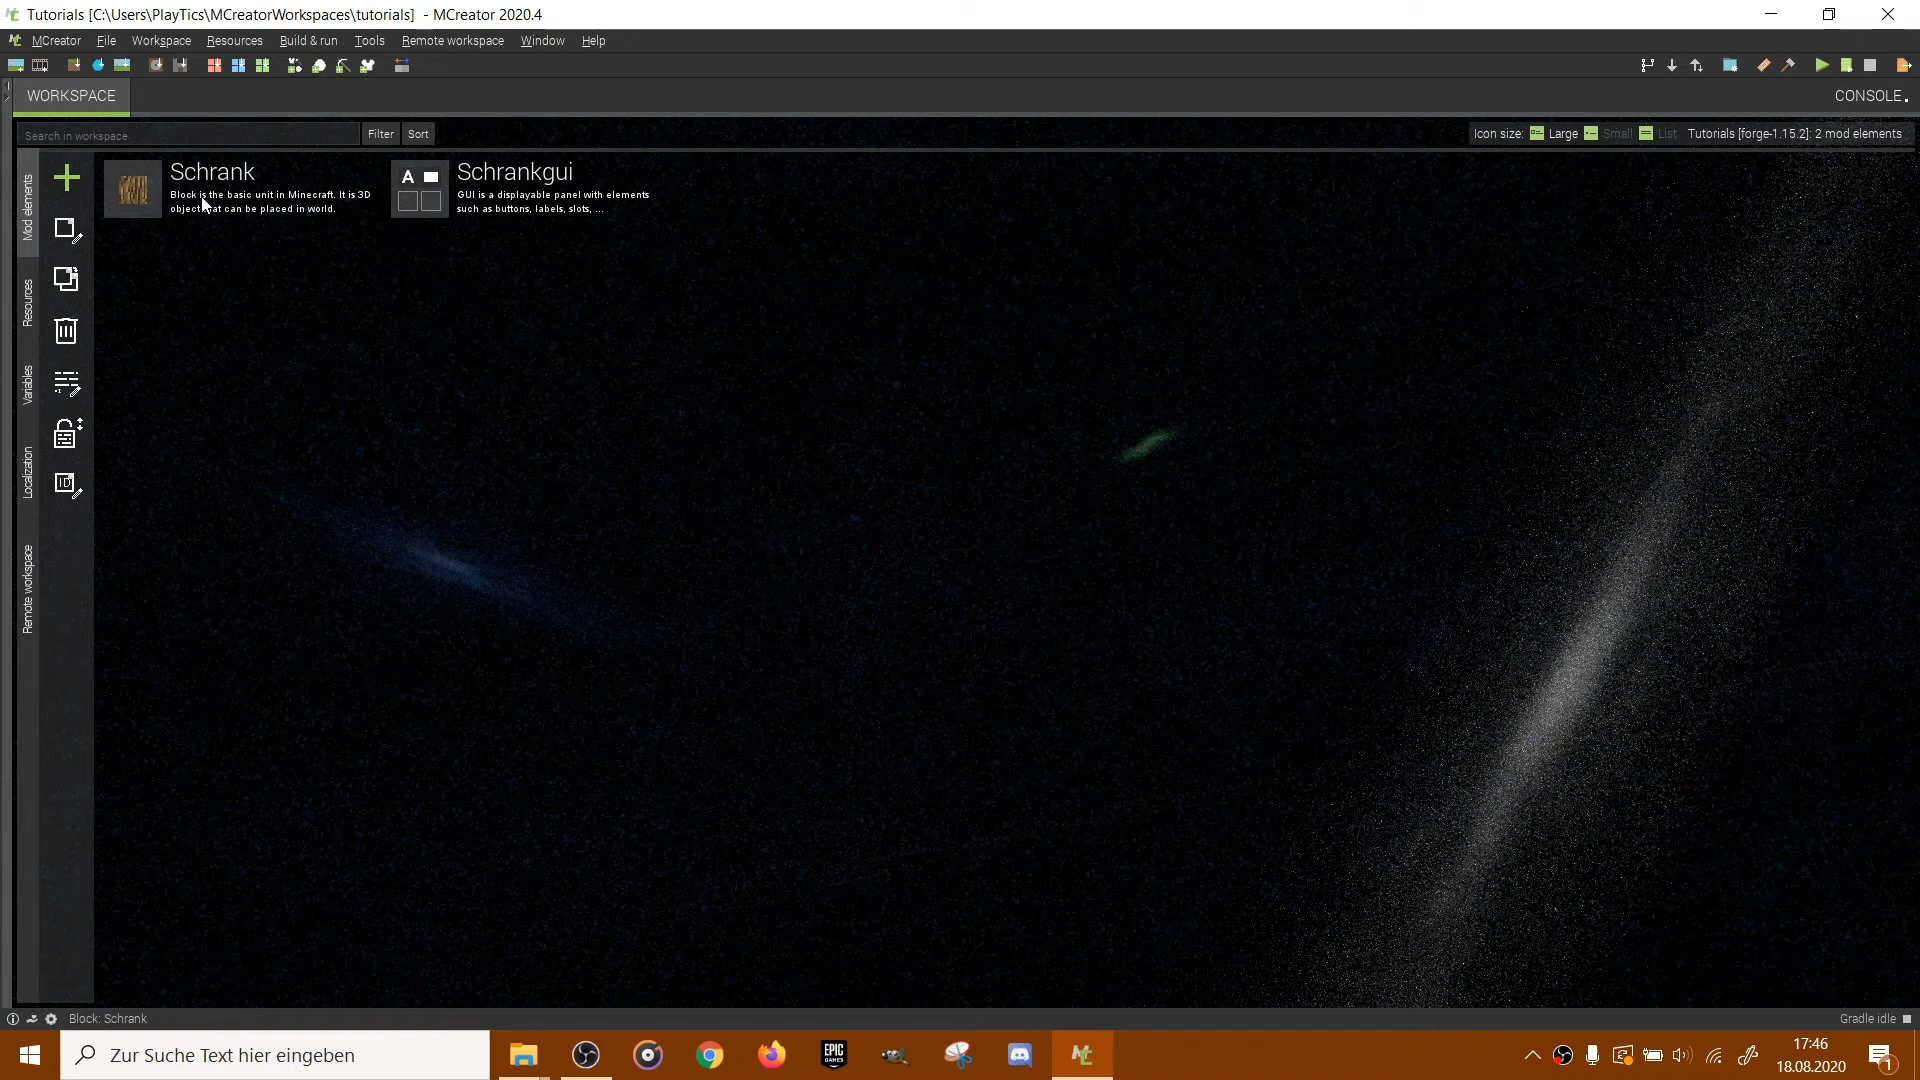 Tutorials [C:\Users\PlayTics\MCreatorWorkspaces\tutorials] - MCreator 2020.4
MCreator File Workspace Resources Build & run Tools Remote workspace Window Help
WORKSPACE
CONSOLE
Search in workspace
Filter
Sort
Icon size: Large Small List Tutorials [forge-1.15.2]: 2 mod elements
Mod elements
Resources
Variables
Localization
Remote workspace
Schrank
Block is the basic unit in Minecraft. It is 3D
object that can be placed in world.
A
Schrankgui
GUI is a displayable panel with elements
such as buttons, labels, slots, ...
ID
Block: Schrank
Gradle idle
Zur Suche Text hier eingeben
EPIC
GAMES
17:46
18.08.2020
1